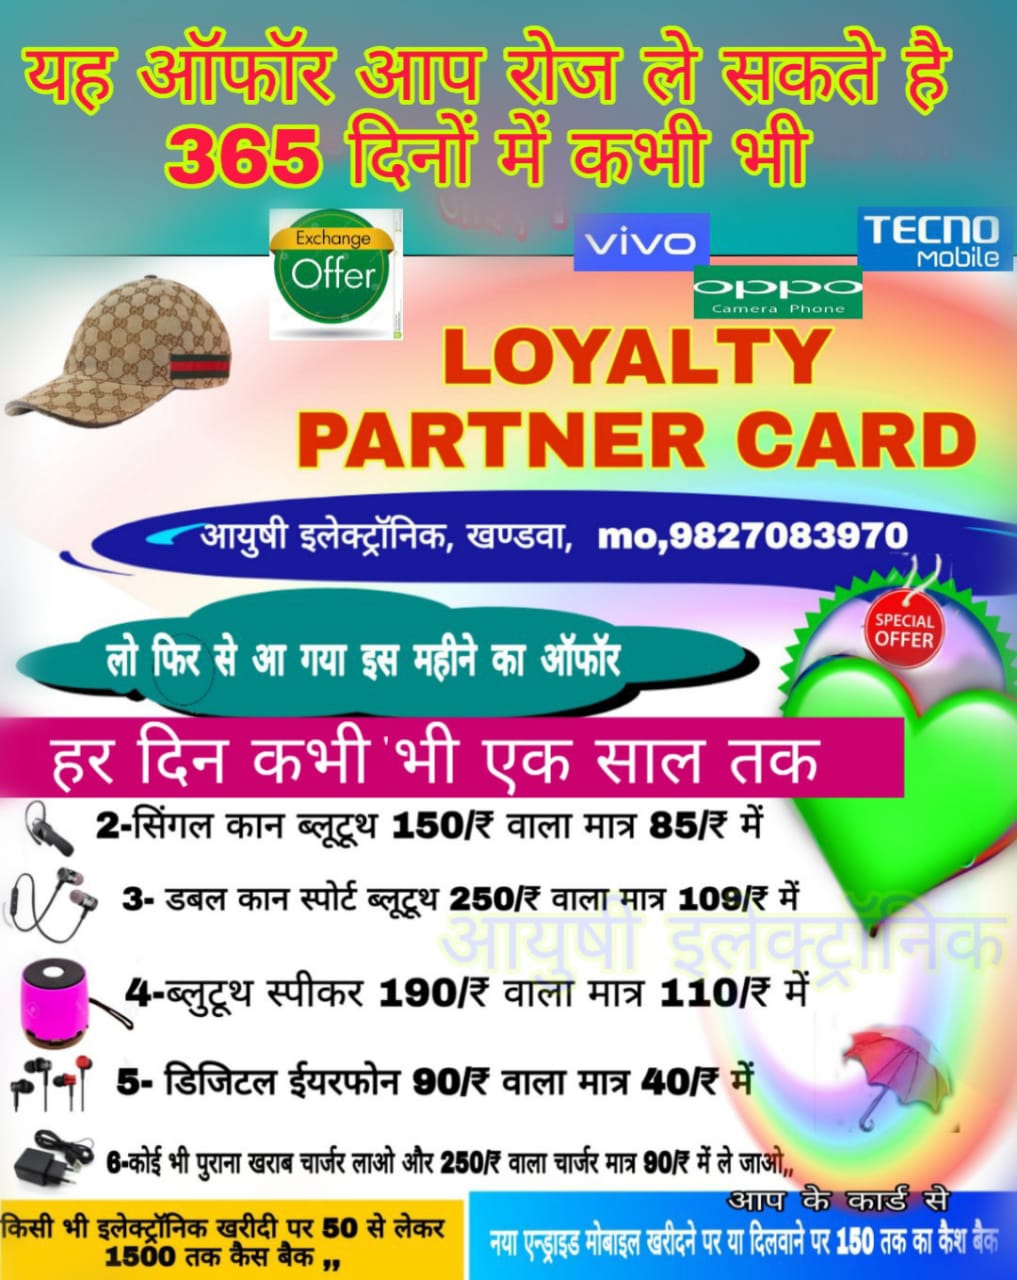 यह ऑफॉर आप रोज ले सकते है
365 दिनों में कभी भी
Exchange
Offer
vivo
TECNO
mobile
oppo
Camera Phone
LOYALTY
PARTNER CARD
आयुषी इलेक्ट्रॉनिक, खण्डवा, mo,9827083970
SPECIAL
OFFER
लो फिर से आ गया इस महीने का ऑफॉर
हर दिन कभी भी एक साल तक
2-सिंगल कान ब्लूटूथ 150/₹ वाला मात्र 85/₹ में
3- डबल कान स्पोर्ट ब्लूटूथ 250/₹ वाला मात्र 109/₹ में
आयुषी इलेक्ट्रॉनिक
4-ब्लुटूथ स्पीकर 190/₹ वाला मात्र 110/₹ में
5- डिजिटल ईयरफोन 90/₹ वाला मात्र 40/₹ में
6-कोई भी पुराना खराब चार्जर लाओ और 250/₹ वाला चार्जर मात्र 90/₹ में ले जाओ,,
किसी भी इलेक्ट्रॉनिक खरीदी पर 50 से लेकर
1500 तक कैस बैक ,,
आप के कार्ड से
नया एन्ड्राइड मोबाइल खरीदने पर या दिलवाने पर 150 तक का कैश बैक